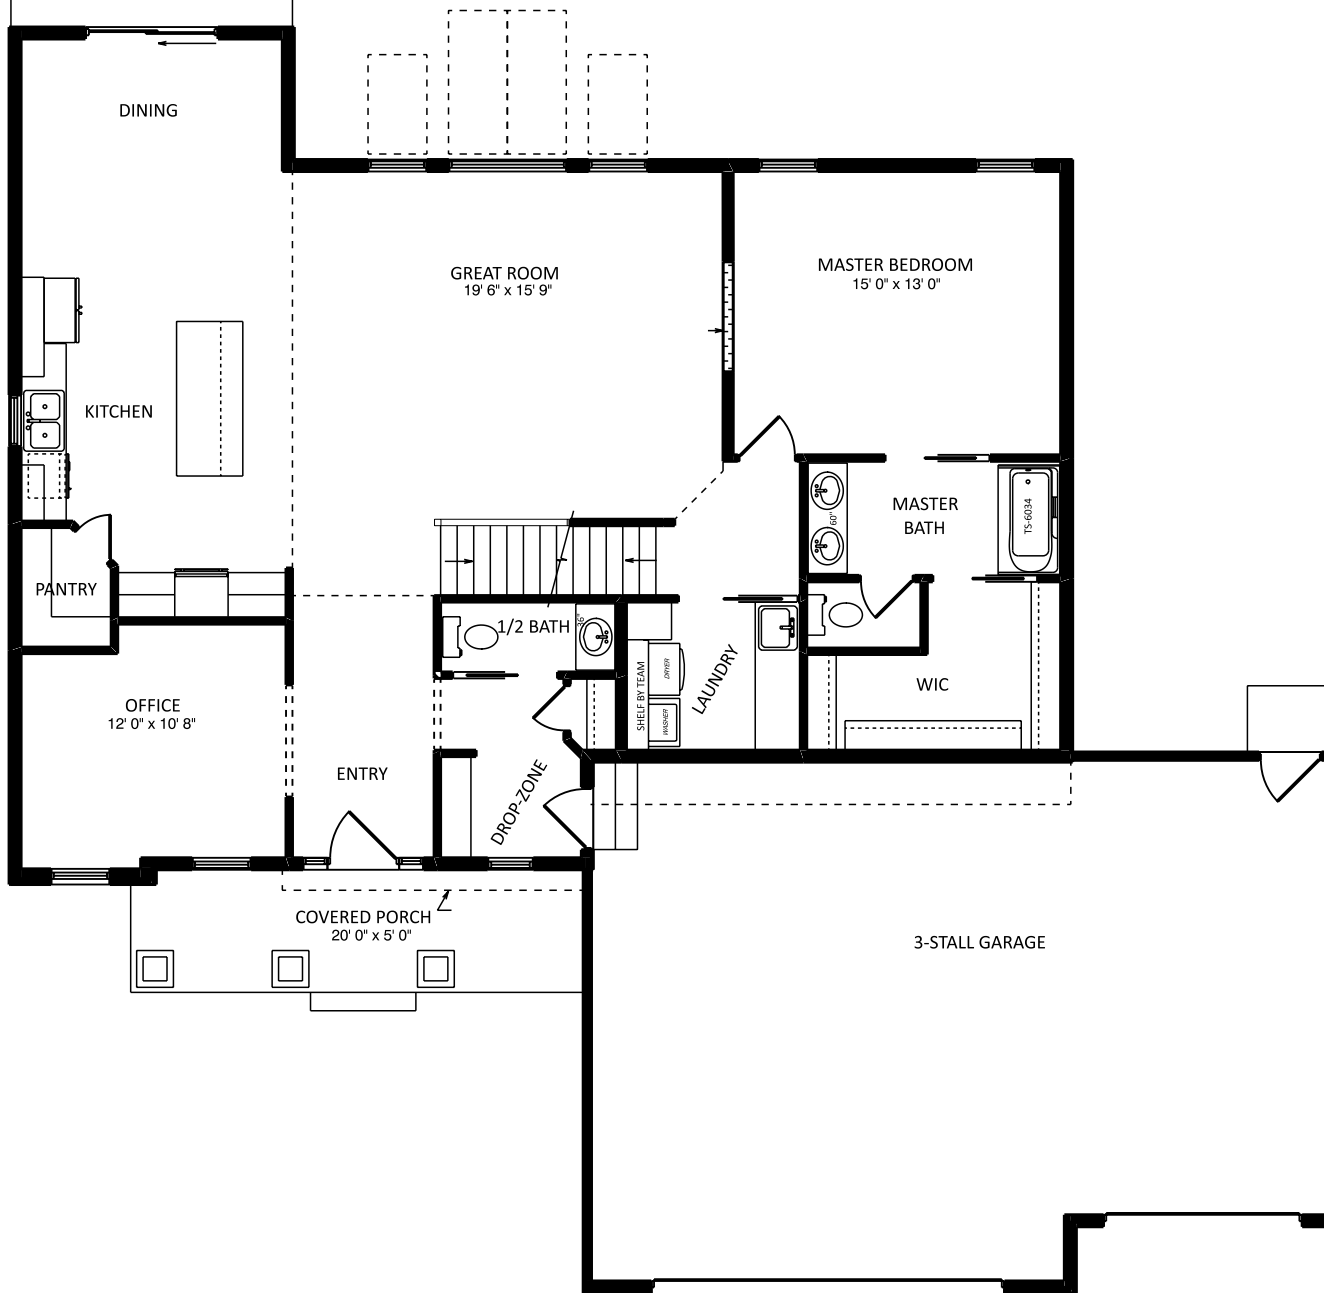 DINING
GREAT ROOM
19' 6" x 15' 9"
MASTER BEDROOM
15' 0" x 13' 0"
KITCHEN
MASTER
BATH
60"
TS-6034
PANTRY
1/2 BATH
36"
OFFICE
12' 0" x 10' 8"
SHELF BY TEAM
DRYER
WASHER
LAUNDRY
WIC
ENTRY
DROP-ZONE
COVERED PORCH
20' 0" x 5' 0"
3-STALL GARAGE